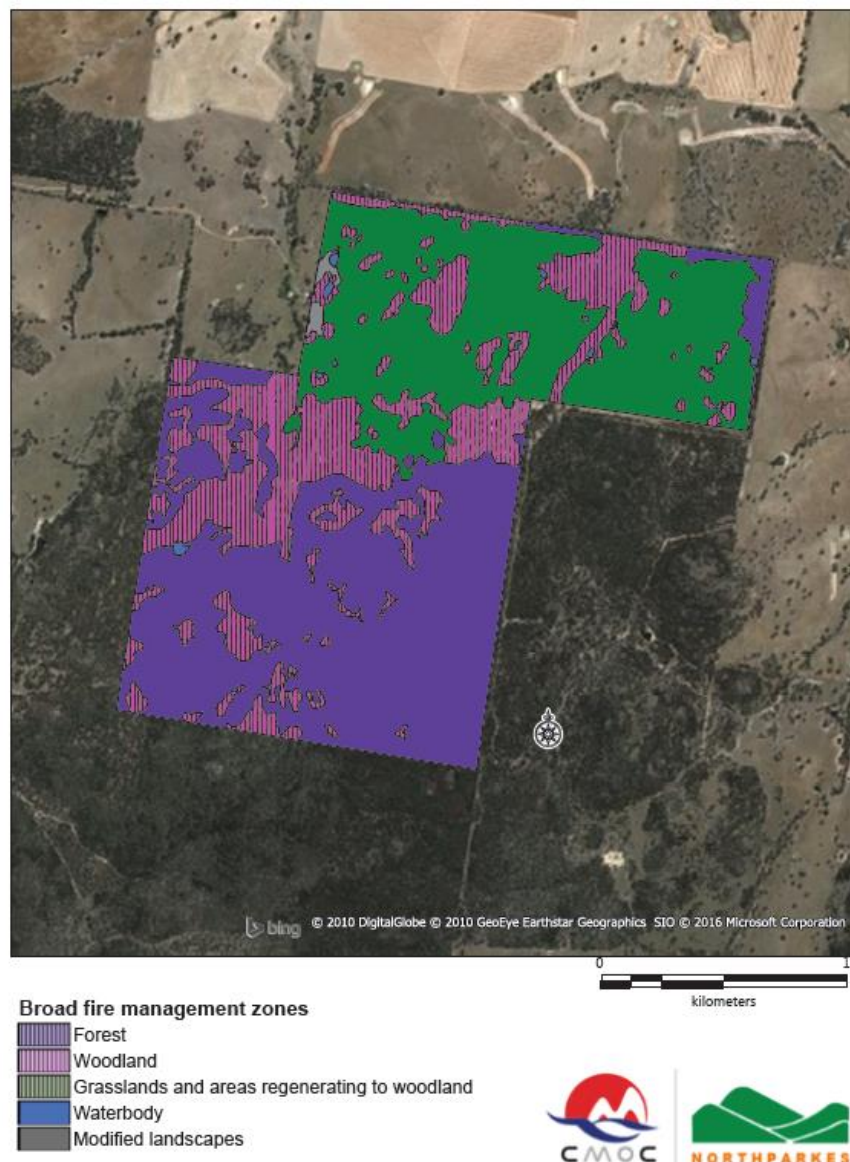 bing © 2010 DigitalGlobe © 2010 GeoEye Earthstar Geographics SIO © 2016 Microsoft Corporation
0 1
kilometers
Broad fire management zones
Forest
Woodland
Grasslands and areas regenerating to woodland
Waterbody
Modified landscapes
CMOC
NORTHPARKES